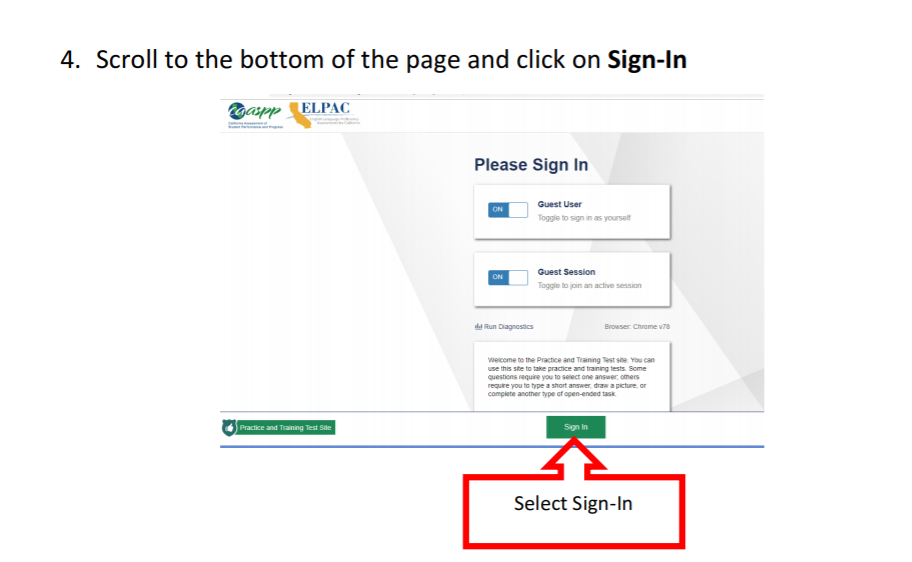 4. Scroll to the bottom of the page and click on Sign-In
caaspp ELPAC
California Assessment of
Student Performance and Progress
English Language Proficiency
Assessments for California
Please Sign In
ON
Guest User
Toggle to sign in as yourself
ON
Guest Session
Toggle to join an active session
Run Diagnostics Browser: Chrome v78
Welcome to the Practice and Training Test site. You can
use this site to take practice and training tests. Some
questions require you to select one answer; others
require you to type a short answer, draw a picture, or
complete another type of open-ended task.
Practice and Training Test Site
Sign In
Select Sign-In